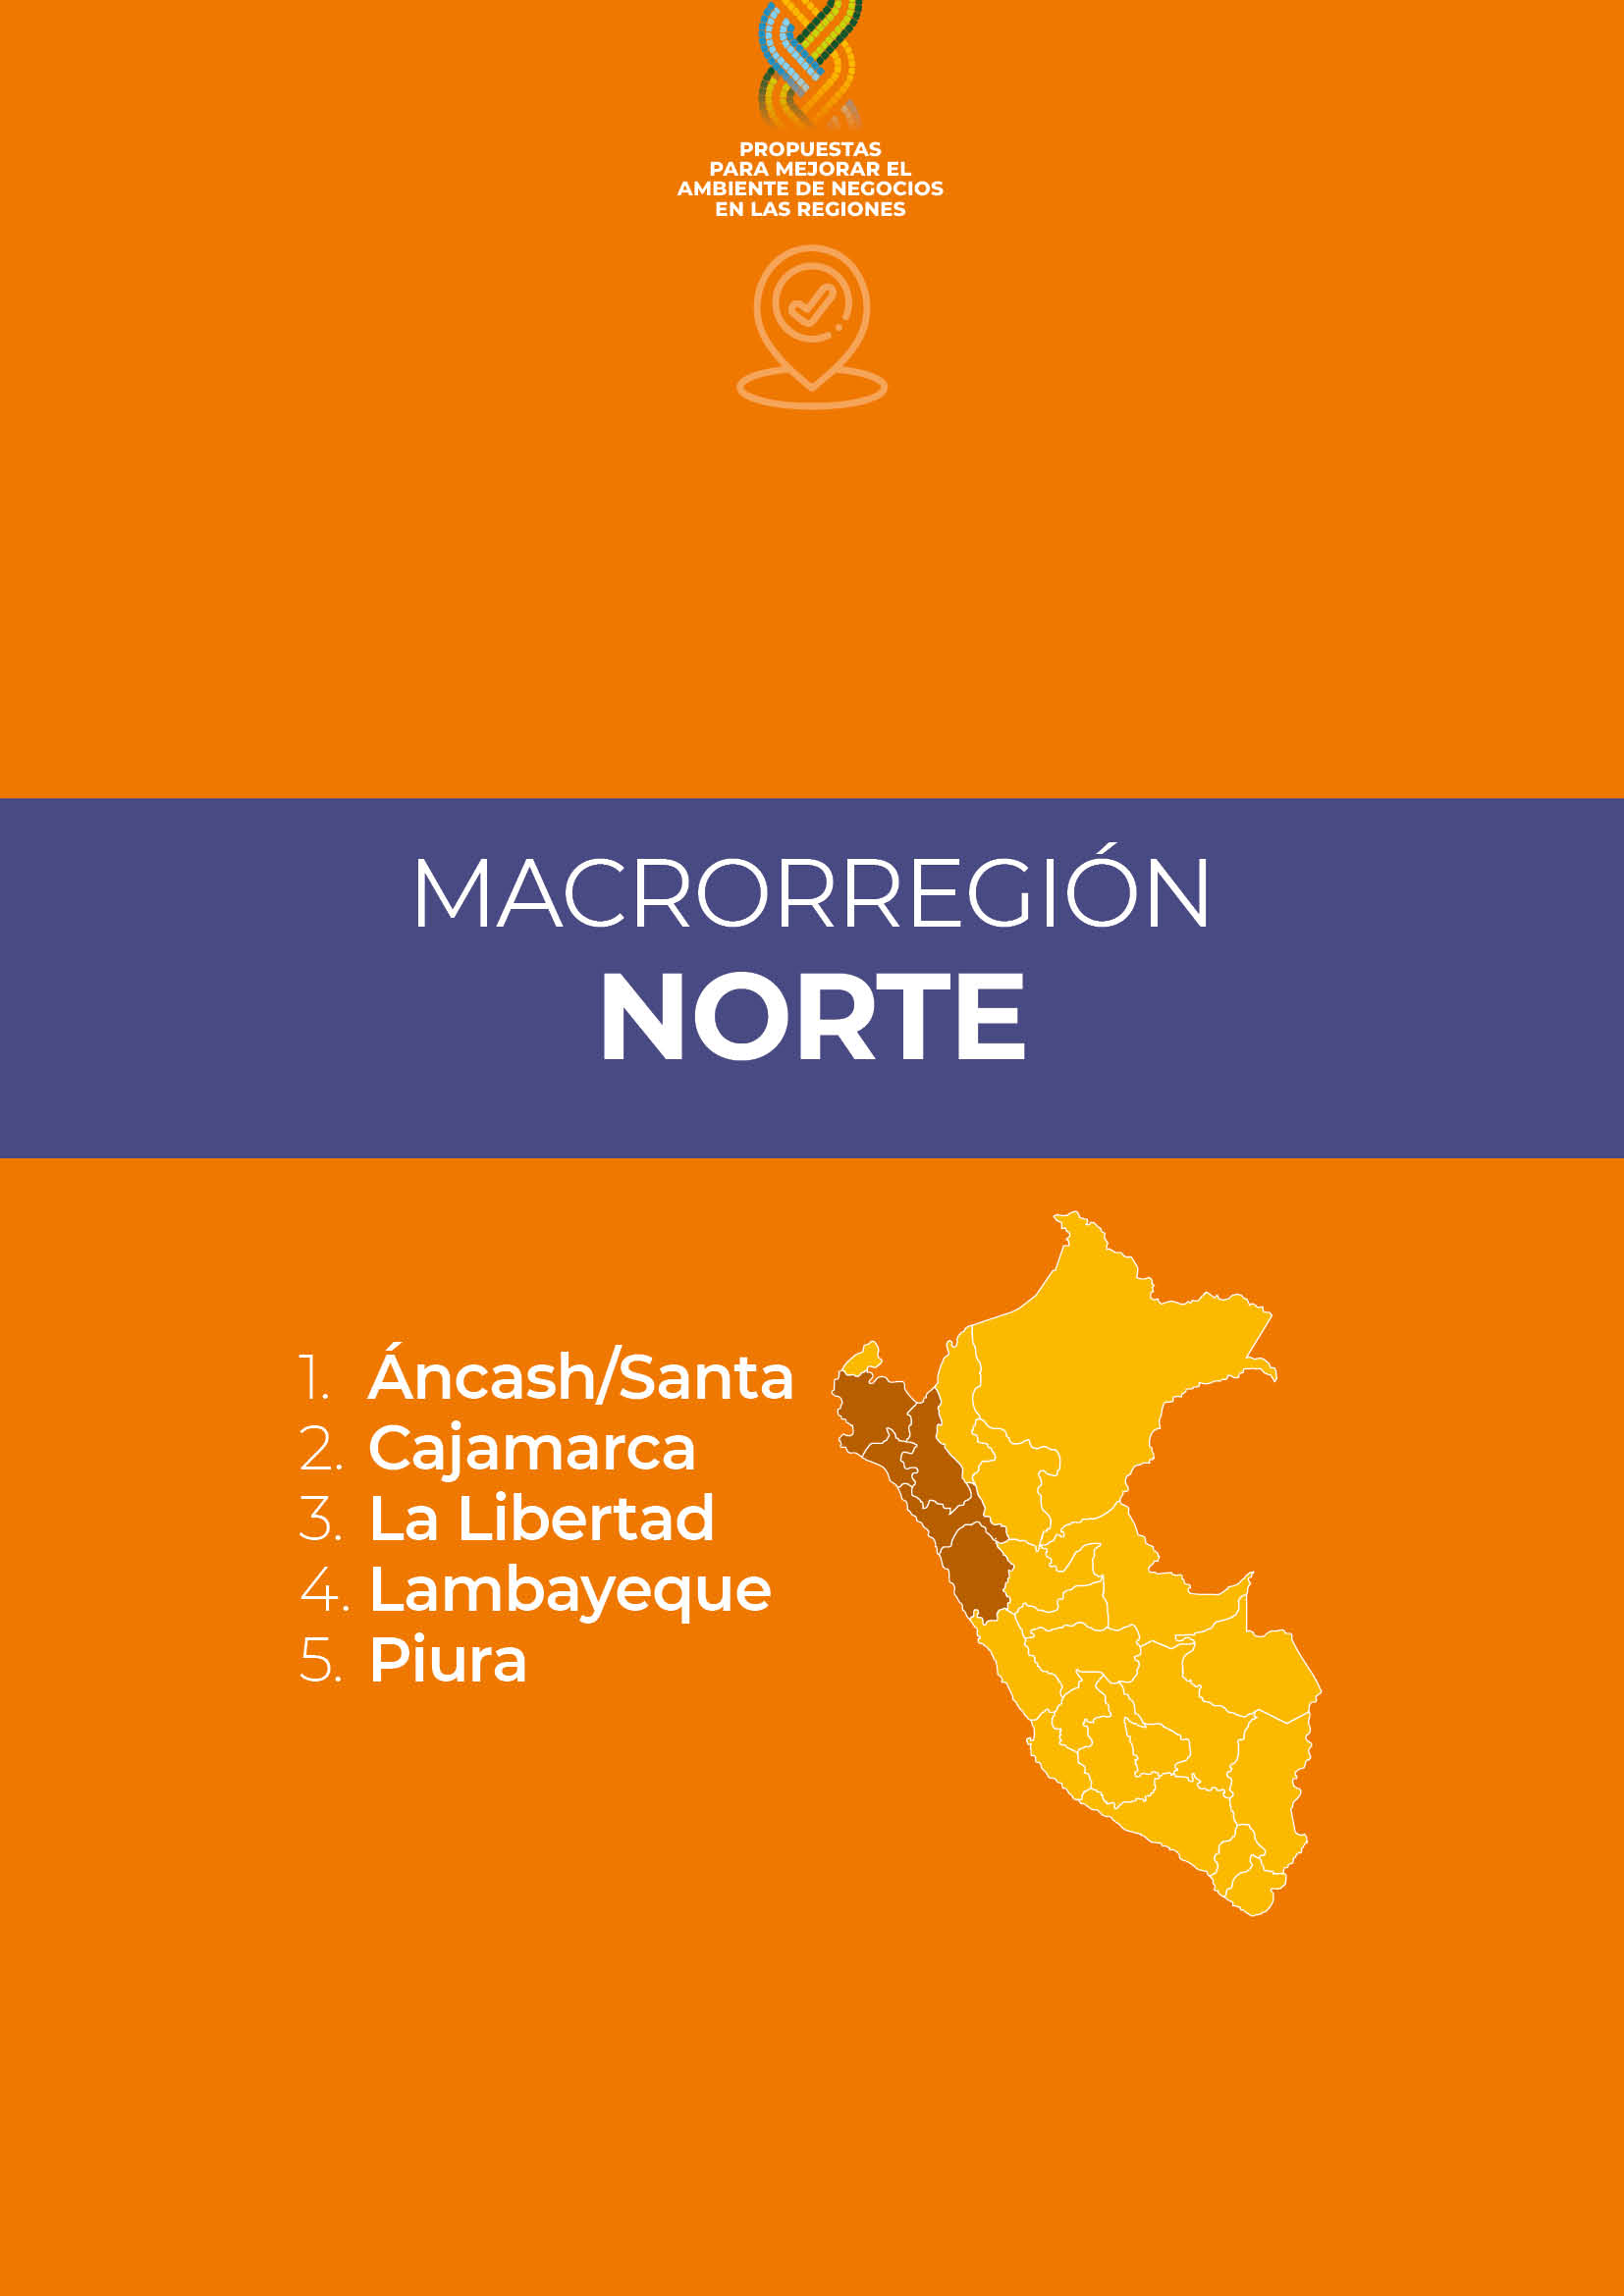 PROPUESTAS
PARA MEJORAR EL
AMBIENTE DE NEGOCIOS
EN LAS REGIONES
MACRORREGIÓN
NORTE
1. Áncash/Santa
2. Cajamarca
3. La Libertad
4. Lambayeque
5. Piura